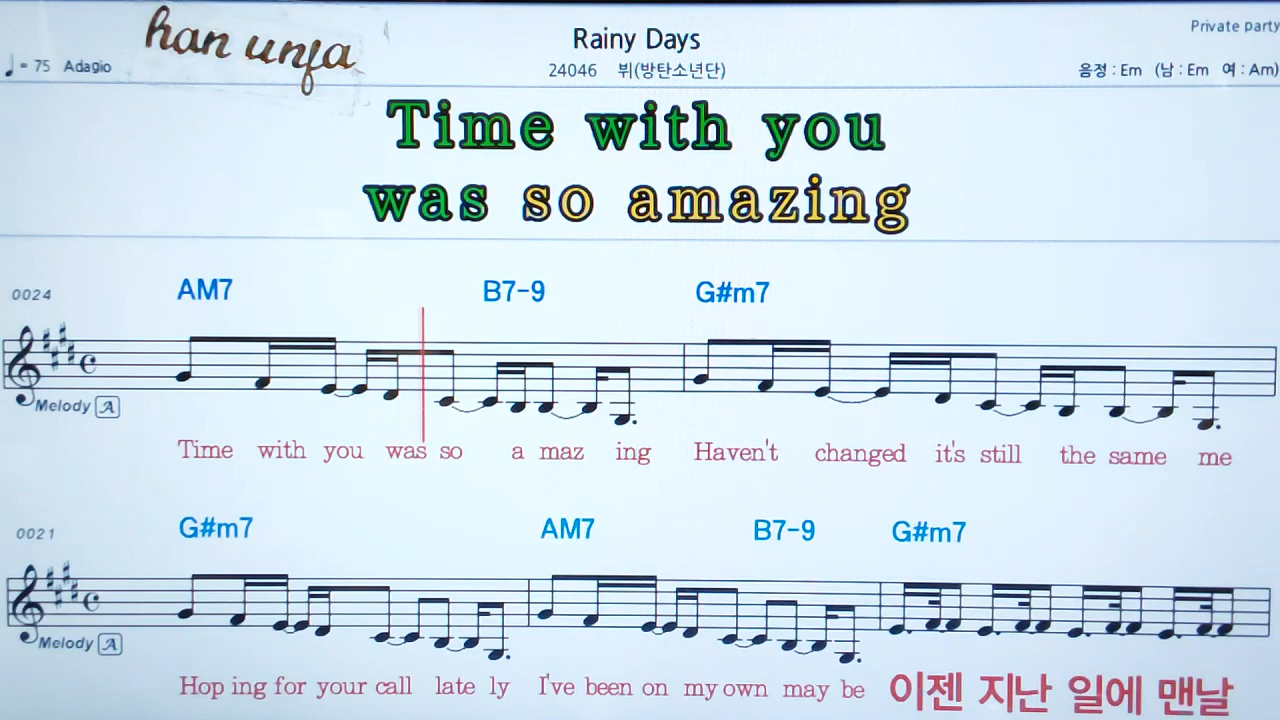 han unfa
Rainy Days
Private party
♩= 75 Adagio
24046 뷔(방탄소년단)
음정 : Em (남 : Em 여 : Am)
Time with you
was so amazing
0024 AM7 B7-9 G#m7
Melody A
Time with you was so a maz ing Haven't changed it's still the same me
0021 G#m7 AM7 B7-9 G#m7
Melody A
Hop ing for your call late ly I've been on my own may be 이젠 지난 일에 맨날